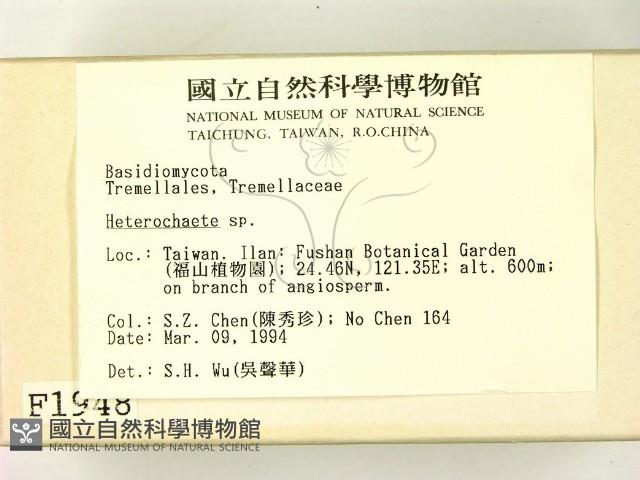 國立自然科學博物館
NATIONAL MUSEUM OF NATURAL SCIENCE
TAICHUNG, TAIWAN, R.O.CHINA
Basidiomycota
Tremellales, Tremellaceae
Heterochaete sp.
Loc.: Taiwan. Ilan: Fushan Botanical Garden
(福山植物園); 24.46N, 121.35E; alt. 600m;
on branch of angiosperm.
Col.: S.Z. Chen(陳秀珍); No Chen 164
Date: Mar. 09, 1994
Det.: S.H. Wu(吳聲華)
F1948
國立自然科學博物館
NATIONAL MUSEUM OF NATURAL SCIENCE